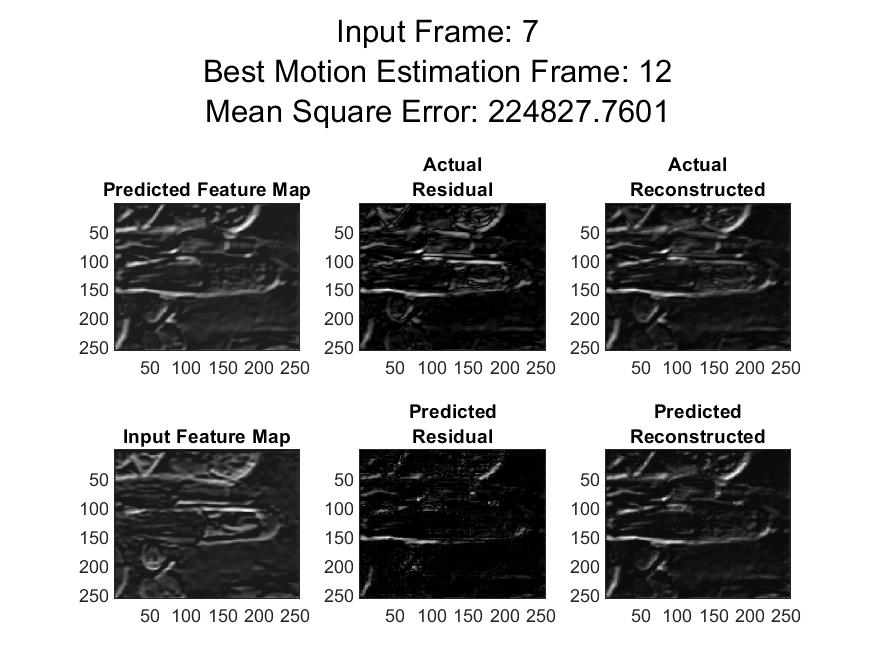 Input Frame: 7
Best Motion Estimation Frame: 12
Mean Square Error: 224827.7601
Predicted Feature Map
50
100
150
200
250
50 100 150 200 250
Actual
Residual
50
100
150
200
250
50 100 150 200 250
Actual
Reconstructed
50
100
150
200
250
50 100 150 200 250
Input Feature Map
50
100
150
200
250
50 100 150 200 250
Predicted
Residual
50
100
150
200
250
50 100 150 200 250
Predicted
Reconstructed
50
100
150
200
250
50 100 150 200 250